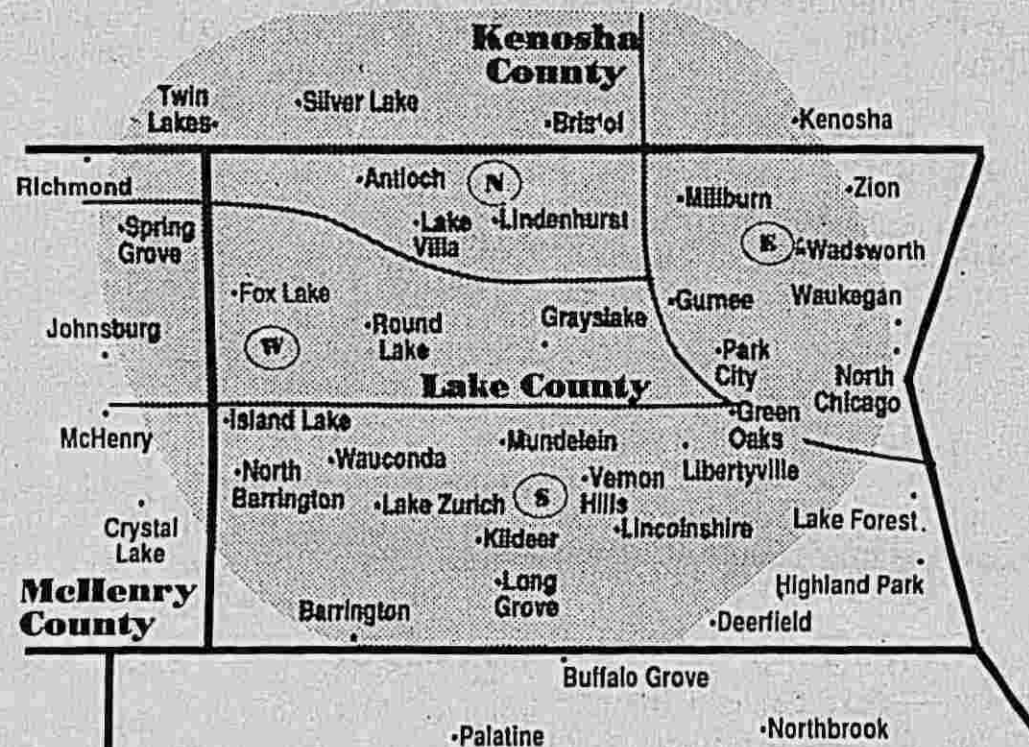 Kenosha
County
Twin
Lakes
Silver Lake
Bristol
Kenosha
Richmond
Antioch
N
Millburn
Zion
Spring
Grove
Lake
Villa
Lindenhurst
E
Wadsworth
Fox Lake
Gurnee
Waukegan
Johnsburg
W
Round
Lake
Grayslake
Park
City
North
Chicago
Lake County
McHenry
Island Lake
Mundelein
Green
Oaks
North
Barrington
Wauconda
Vernon
Hills
Libertyville
Lake Zurich
S
Crystal
Lake
Kildeer
Lincolnshire
Lake Forest
McHenry
County
Barrington
Long
Grove
Highland Park
Deerfield
Buffalo Grove
Palatine
Northbrook